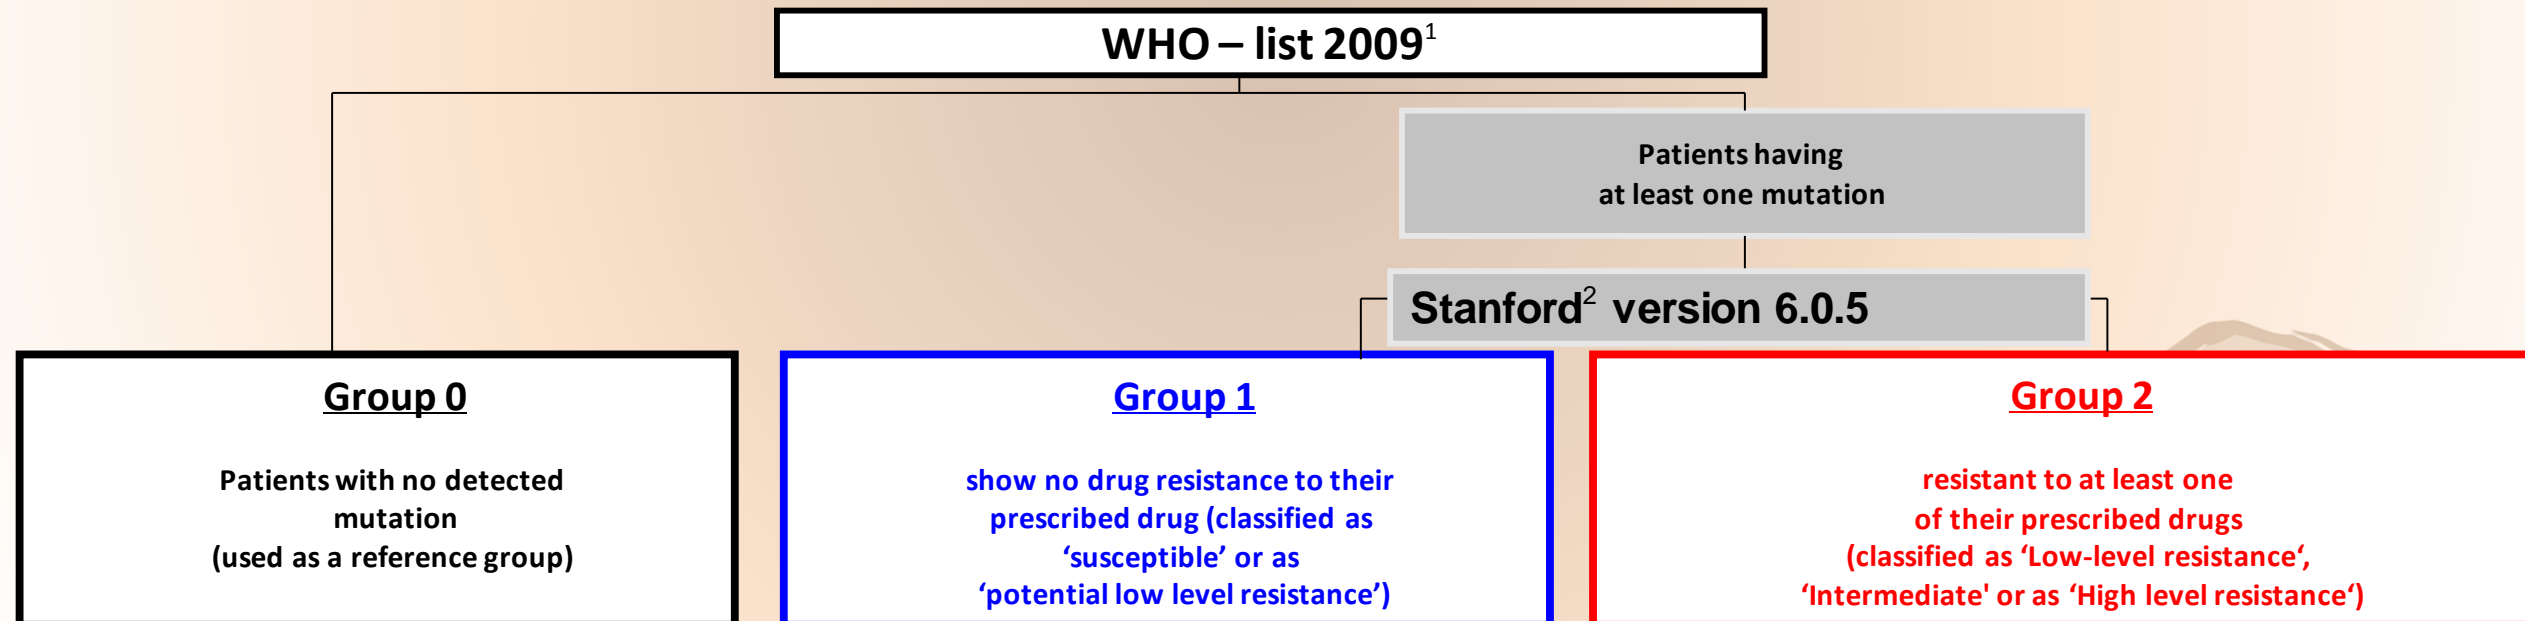 WHO – list 2009¹
Patients having
at least one mutation
Stanford² version 6.0.5
Group 0
Patients with no detected
mutation
(used as a reference group)
Group 1
show no drug resistance to their
prescribed drug (classified as
‘susceptible’ or as
‘potential low level resistance’)
Group 2
resistant to at least one
of their prescribed drugs
(classified as ‘Low-level resistance‘,
‘Intermediate' or as ‘High level resistance‘)